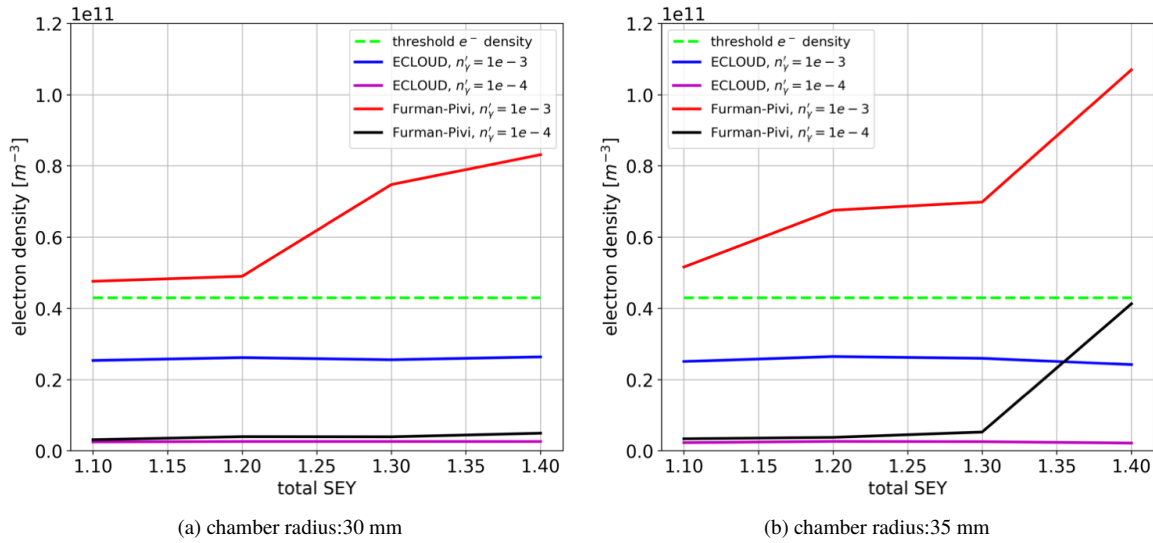 1e11
1.2
1.0
0.8
0.6
0.4
0.2
0.0
electron density [m⁻³]
threshold e⁻ density
ECLOUD, n′γ = 1e − 3
ECLOUD, n′γ = 1e − 4
Furman-Pivi, n′γ = 1e − 3
Furman-Pivi, n′γ = 1e − 4
1.10 1.15 1.20 1.25 1.30 1.35 1.40
total SEY
(a) chamber radius:30 mm
1e11
1.2
1.0
0.8
0.6
0.4
0.2
0.0
electron density [m⁻³]
threshold e⁻ density
ECLOUD, n′γ = 1e − 3
ECLOUD, n′γ = 1e − 4
Furman-Pivi, n′γ = 1e − 3
Furman-Pivi, n′γ = 1e − 4
1.10 1.15 1.20 1.25 1.30 1.35 1.40
total SEY
(b) chamber radius:35 mm